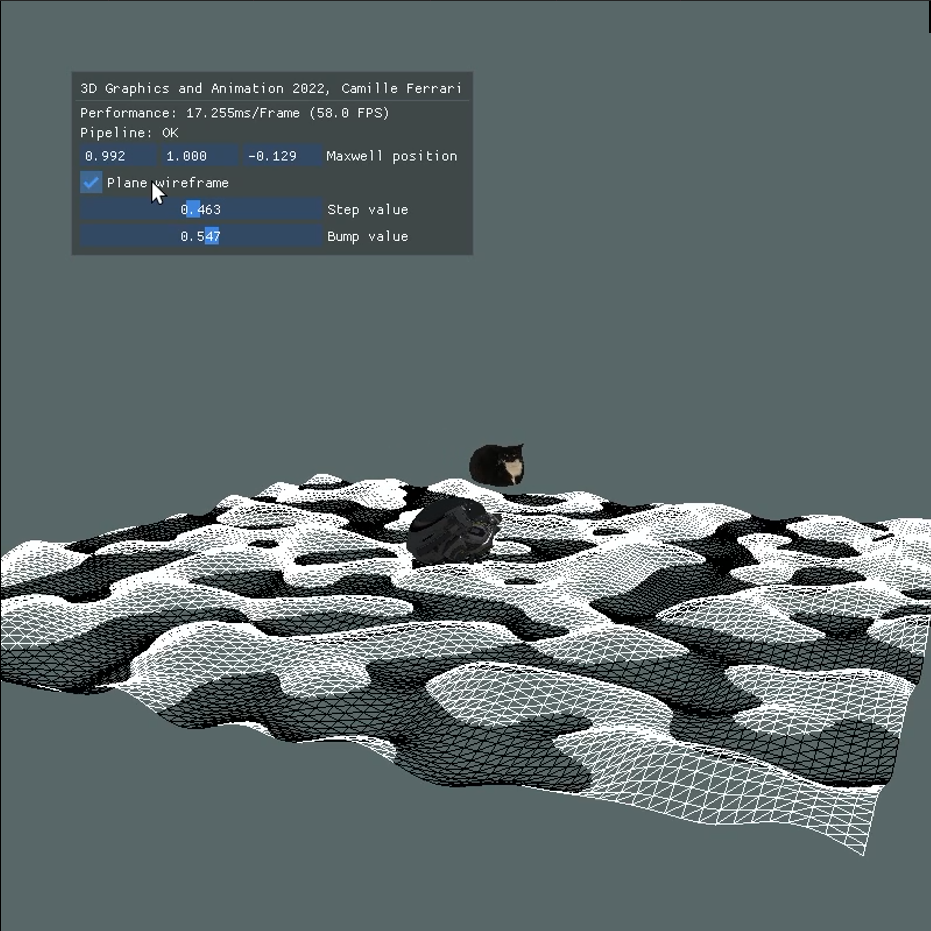 3D Graphics and Animation 2022, Camille Ferrari
Performance: 17.255ms/Frame (58.0 FPS)
Pipeline: OK
0.992 1.000 -0.129 Maxwell position
Plane wireframe
0.463 Step value
0.547 Bump value